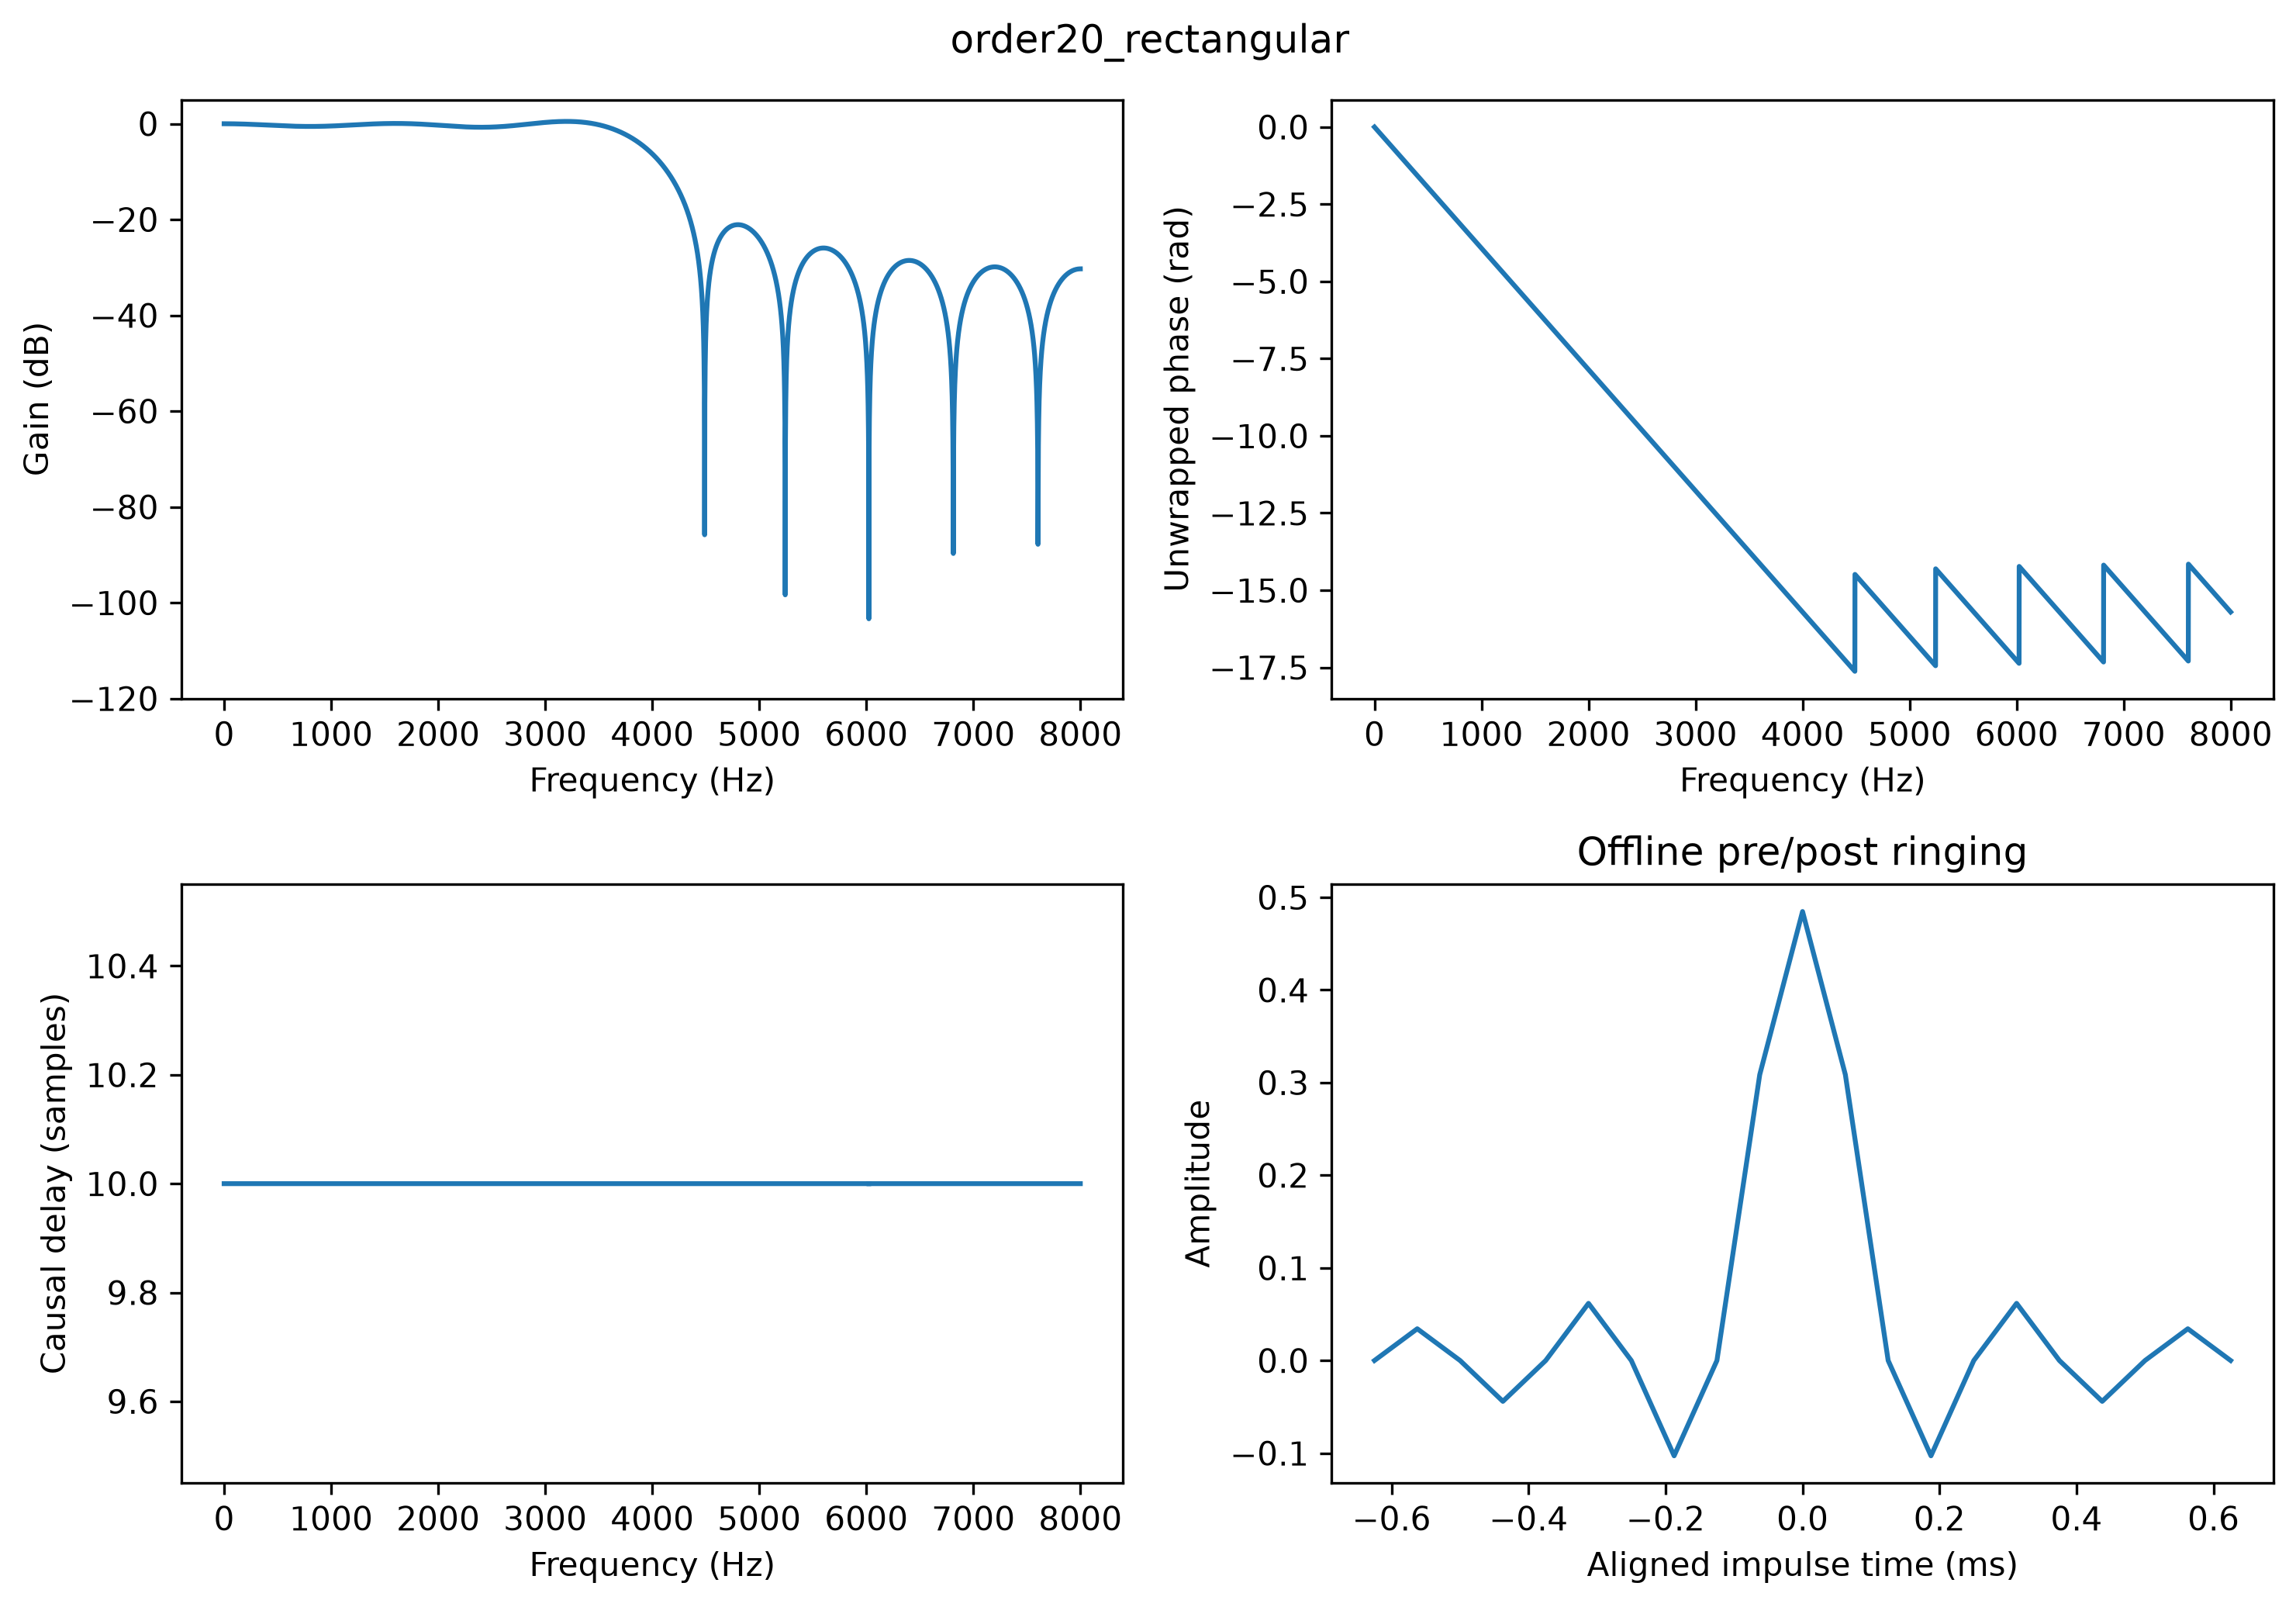 order20_rectangular
0
−20
−40
−60
−80
−100
−120
Gain (dB)
0 1000 2000 3000 4000 5000 6000 7000 8000
Frequency (Hz)
0.0
−2.5
−5.0
−7.5
−10.0
−12.5
−15.0
−17.5
Unwrapped phase (rad)
0 1000 2000 3000 4000 5000 6000 7000 8000
Frequency (Hz)
10.4
10.2
10.0
9.8
9.6
Causal delay (samples)
0 1000 2000 3000 4000 5000 6000 7000 8000
Frequency (Hz)
Offline pre/post ringing
0.5
0.4
0.3
0.2
0.1
0.0
−0.1
Amplitude
−0.6 −0.4 −0.2 0.0 0.2 0.4 0.6
Aligned impulse time (ms)